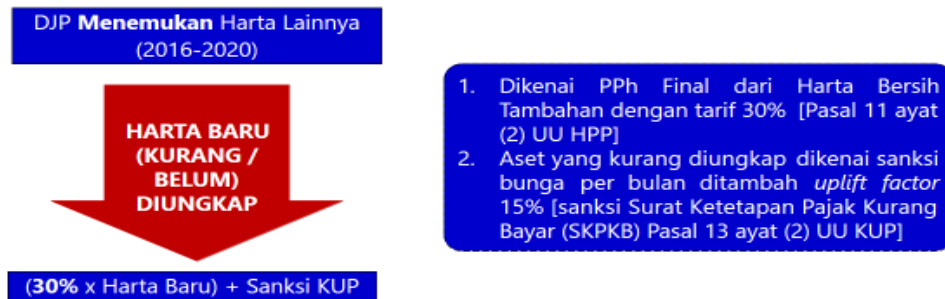 DJP Menemukan Harta Lainnya
(2016-2020)
HARTA BARU
(KURANG /
BELUM)
DIUNGKAP
(30% x Harta Baru) + Sanksi KUP
1. Dikenai PPh Final dari Harta Bersih
Tambahan dengan tarif 30% [Pasal 11 ayat
(2) UU HPP]
2. Aset yang kurang diungkap dikenai sanksi
bunga per bulan ditambah uplift factor
15% [sanksi Surat Ketetapan Pajak Kurang
Bayar (SKPKB) Pasal 13 ayat (2) UU KUP]